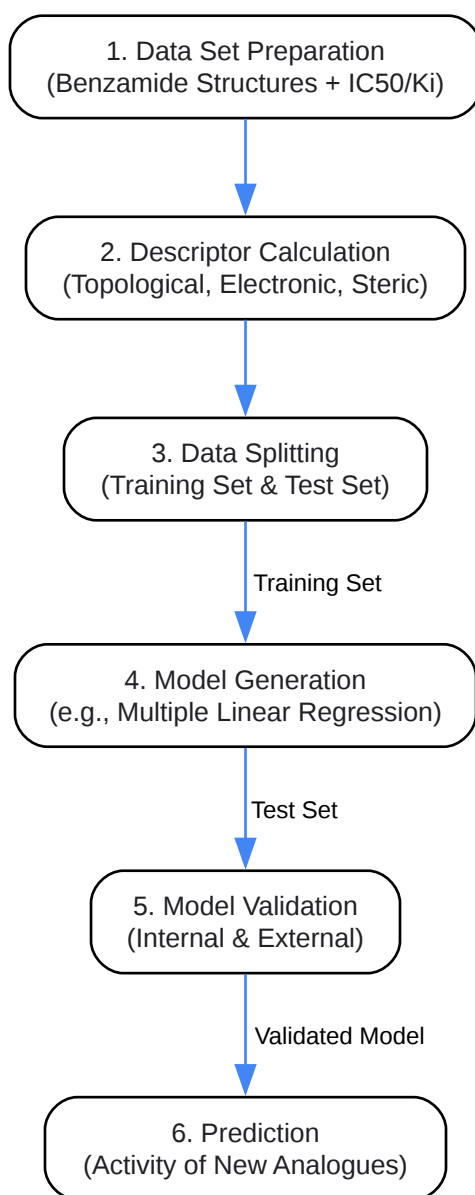 1. Data Set Preparation
(Benzamide Structures + IC50/Ki)
2. Descriptor Calculation
(Topological, Electronic, Steric)
3. Data Splitting
(Training Set & Test Set)
Training Set
4. Model Generation
(e.g., Multiple Linear Regression)
Test Set
5. Model Validation
(Internal & External)
Validated Model
6. Prediction
(Activity of New Analogues)